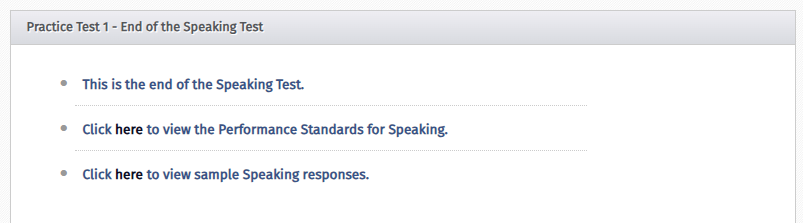 Practice Test 1 - End of the Speaking Test
This is the end of the Speaking Test.
Click here to view the Performance Standards for Speaking.
Click here to view sample Speaking responses.